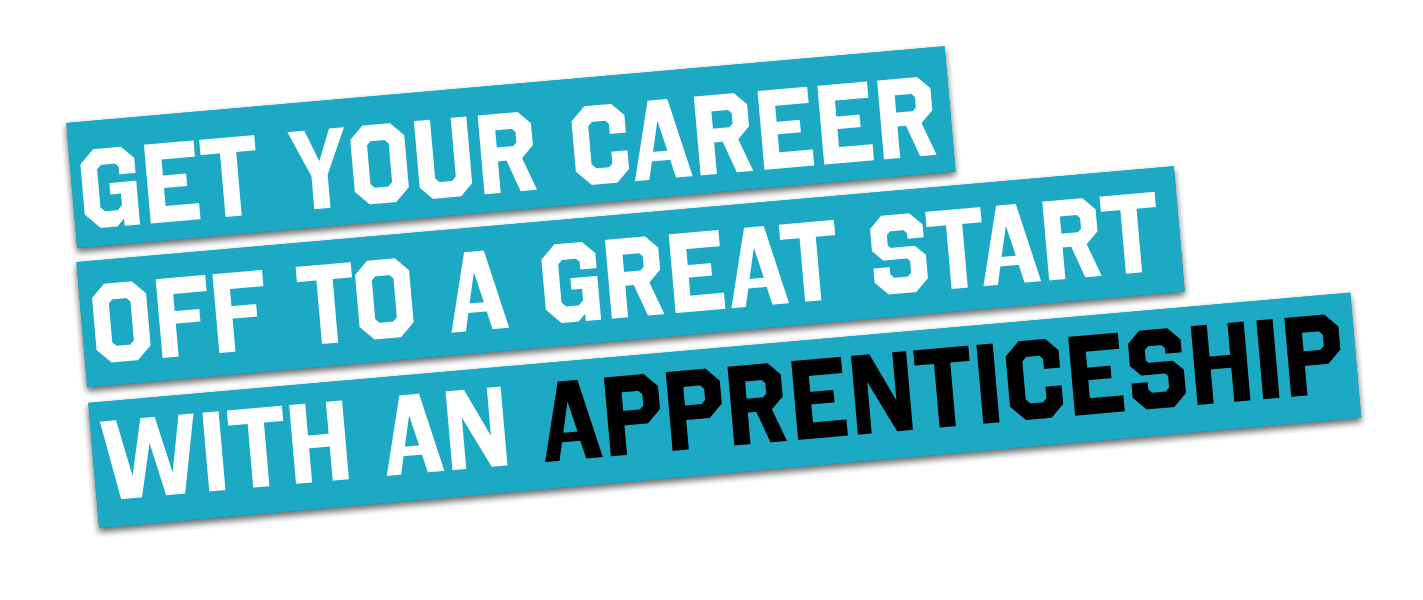 GET YOUR CAREER
OFF TO A GREAT START
WITH AN APPRENTICESHIP